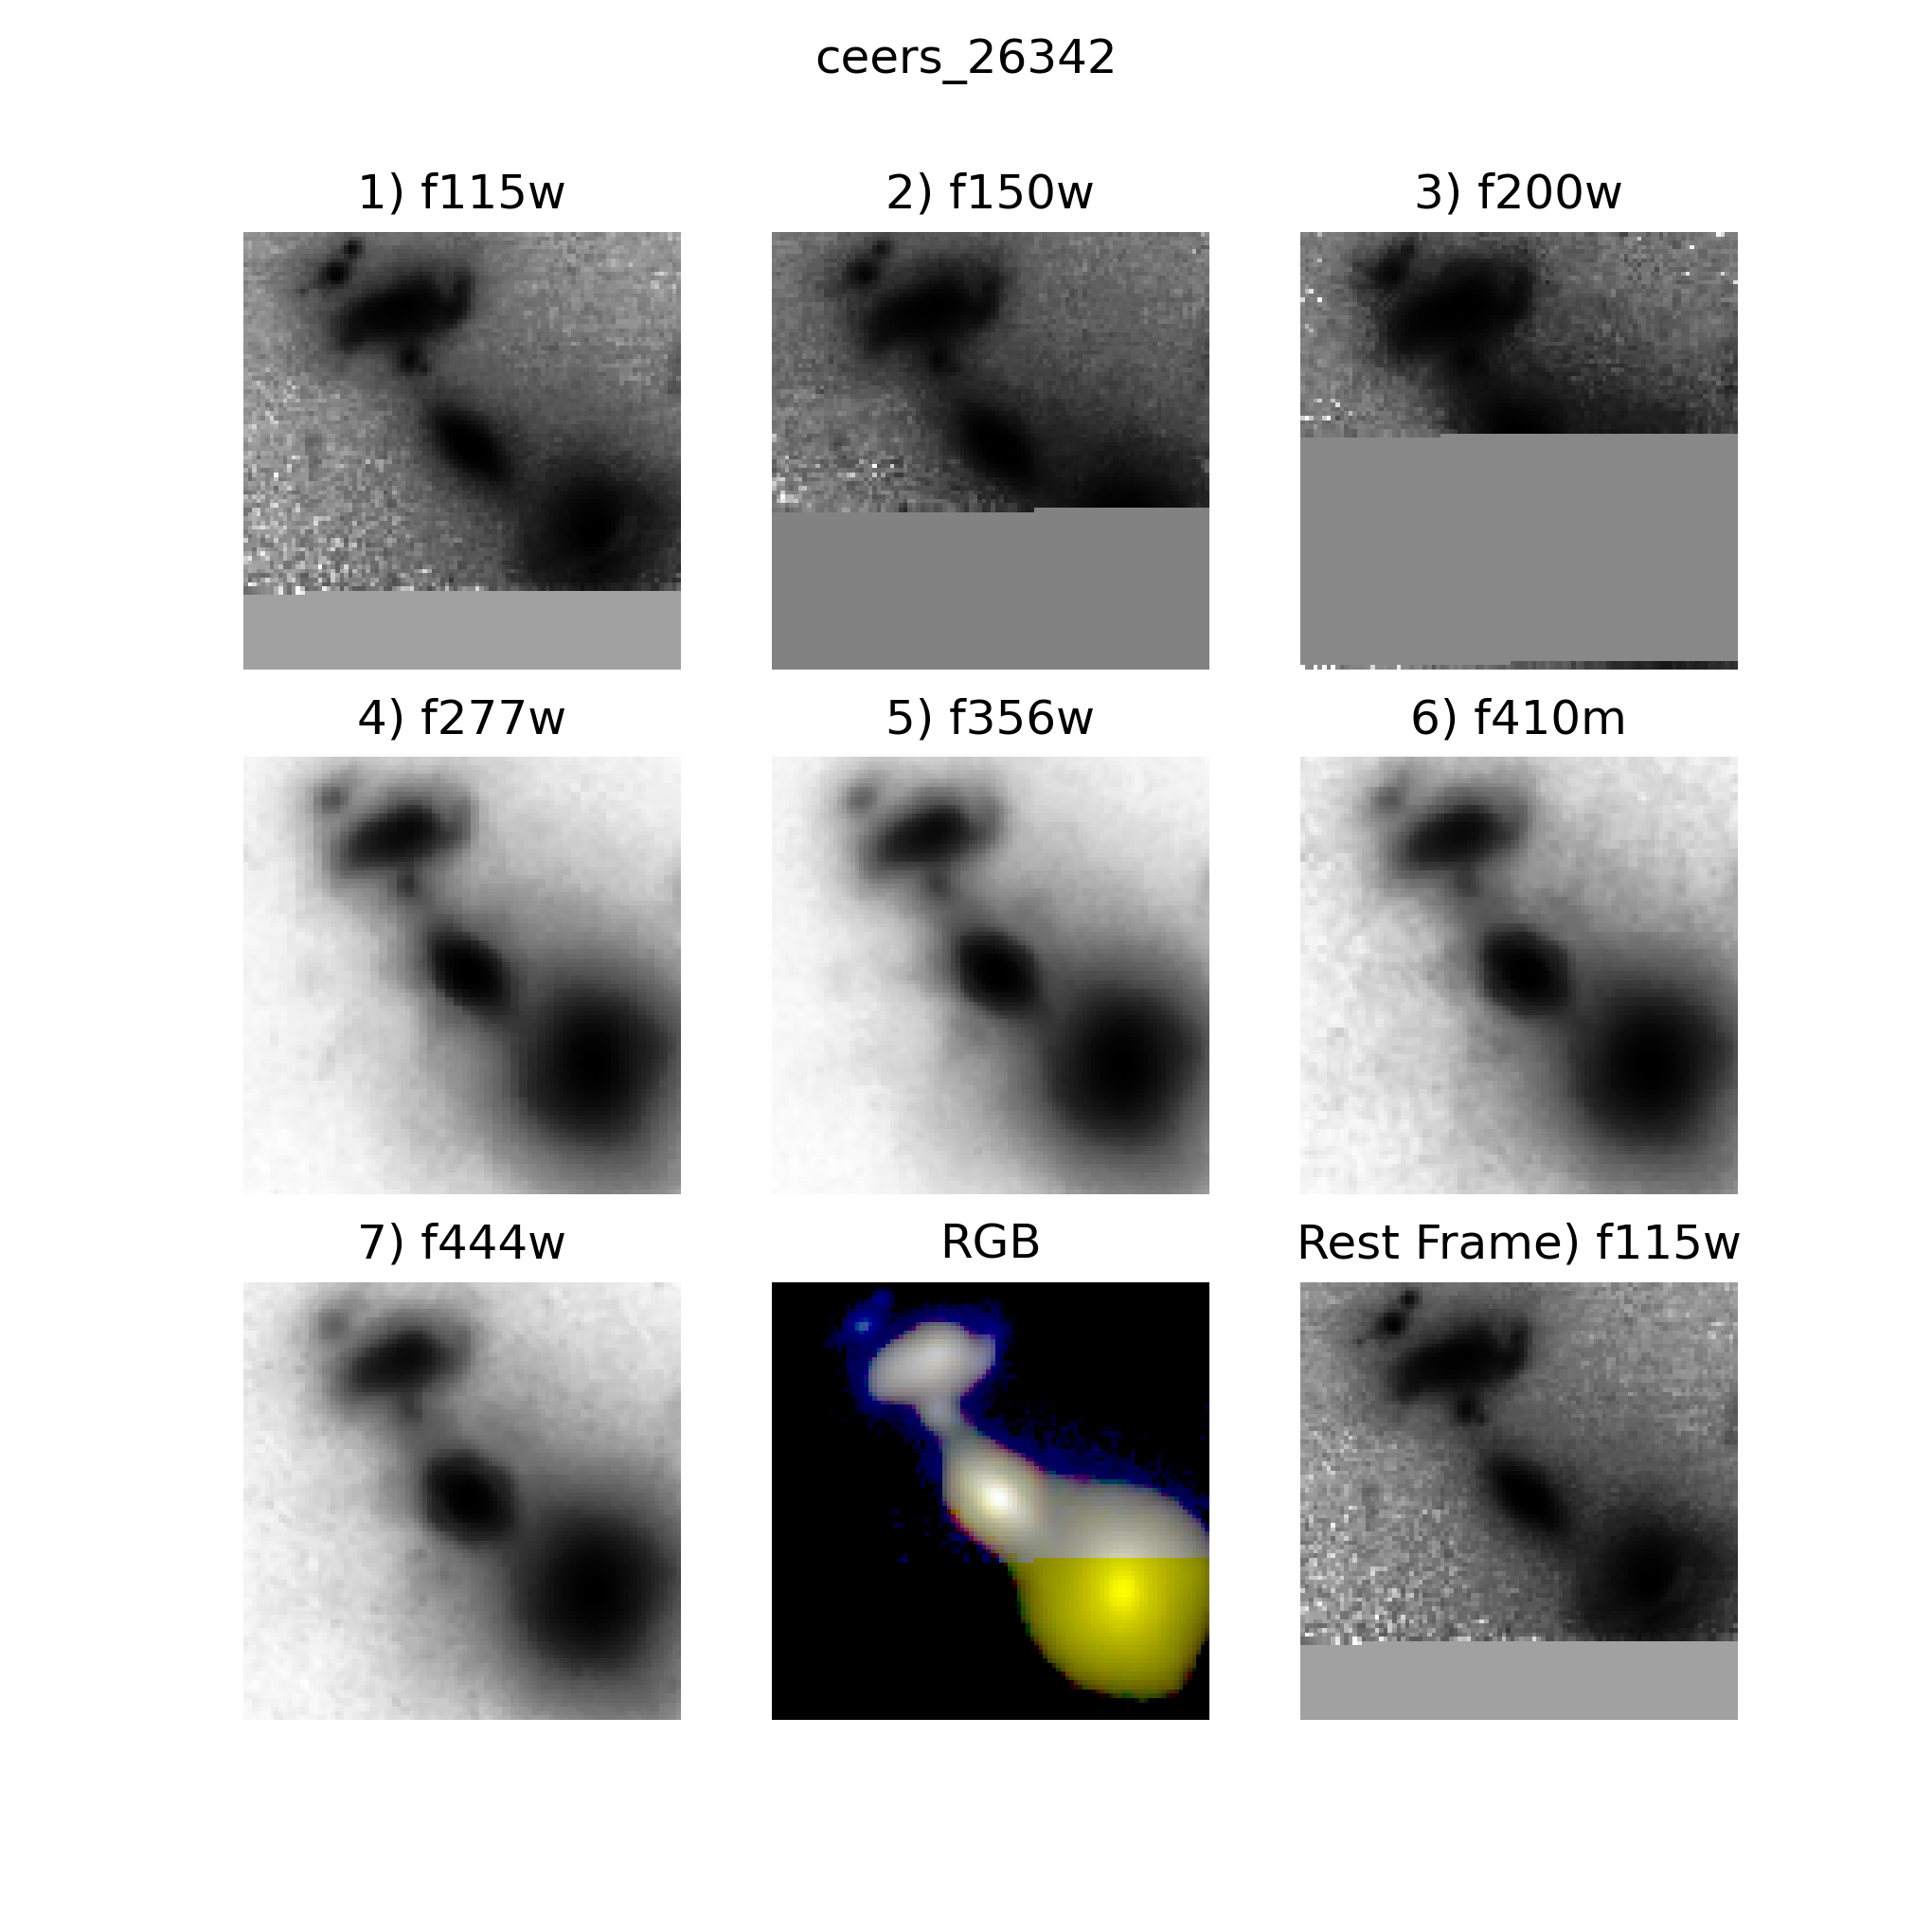 ceers_26342
1) f115w
2) f150w
3) f200w
4) f277w
5) f356w
6) f410m
7) f444w
RGB
Rest Frame) f115w